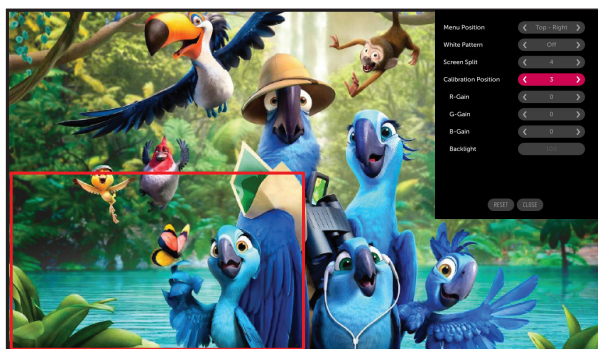 Menu Position Top - Right
White Pattern Off
Screen Split 4
Calibration Position 3
R-Gain 0
G-Gain 0
B-Gain 0
Backlight
RESET CLOSE